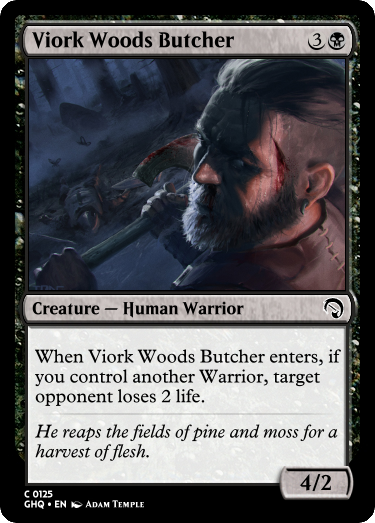 Viork Woods Butcher 3
Creature — Human Warrior
When Viork Woods Butcher enters, if
you control another Warrior, target
opponent loses 2 life.
He reaps the fields of pine and moss for a
harvest of flesh.
4/2
C 0125
GHQ • EN ADAM TEMPLE